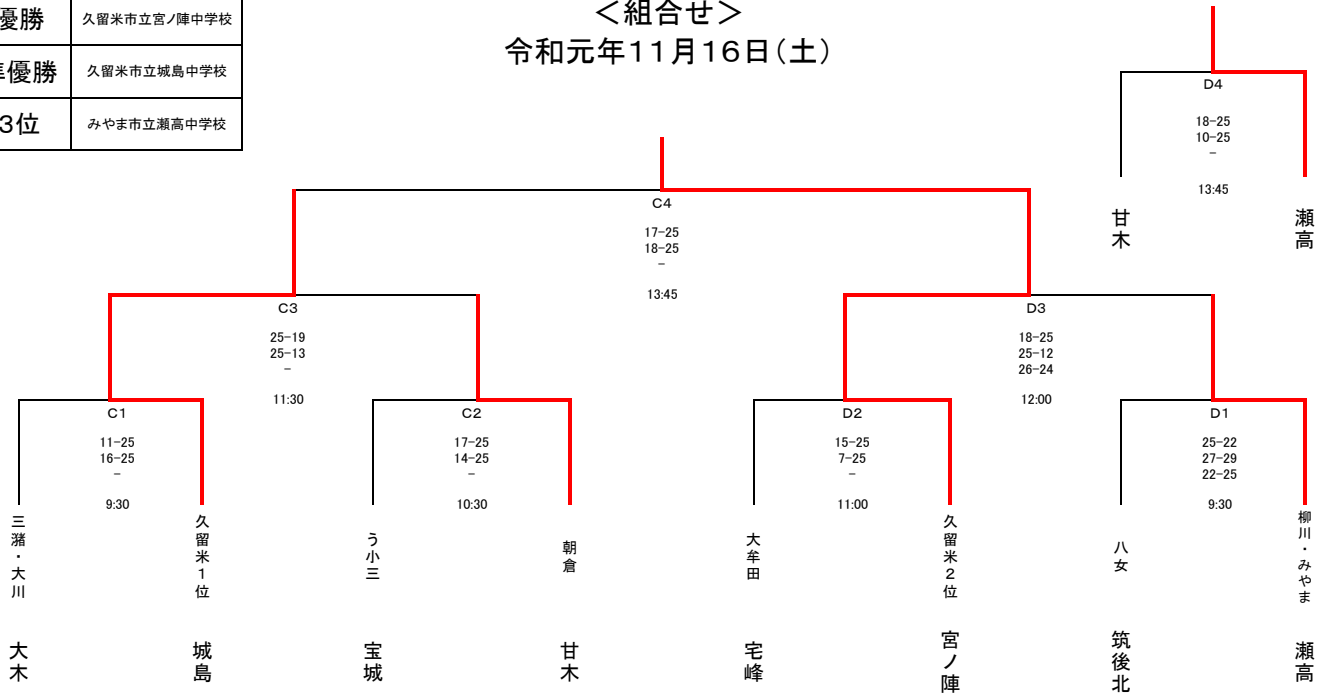 優勝 久留米市立宮ノ陣中学校
準優勝 久留米市立城島中学校
3位 みやま市立瀬高中学校
＜組合せ＞
令和元年11月16日（土）
D4
18-25
10-25
-
13:45
甘木
瀬高
C4
17-25
18-25
-
13:45
C3
25-19
25-13
-
11:30
D3
18-25
25-12
26-24
12:00
C1
11-25
16-25
-
9:30
C2
17-25
14-25
-
10:30
D2
15-25
7-25
-
11:00
D1
25-22
27-29
22-25
9:30
三潴・大川
久留米1位
う小三
朝倉
大牟田
久留米2位
八女
柳川・みやま
大木
城島
宝城
甘木
宅峰
宮ノ陣
筑後北
瀬高